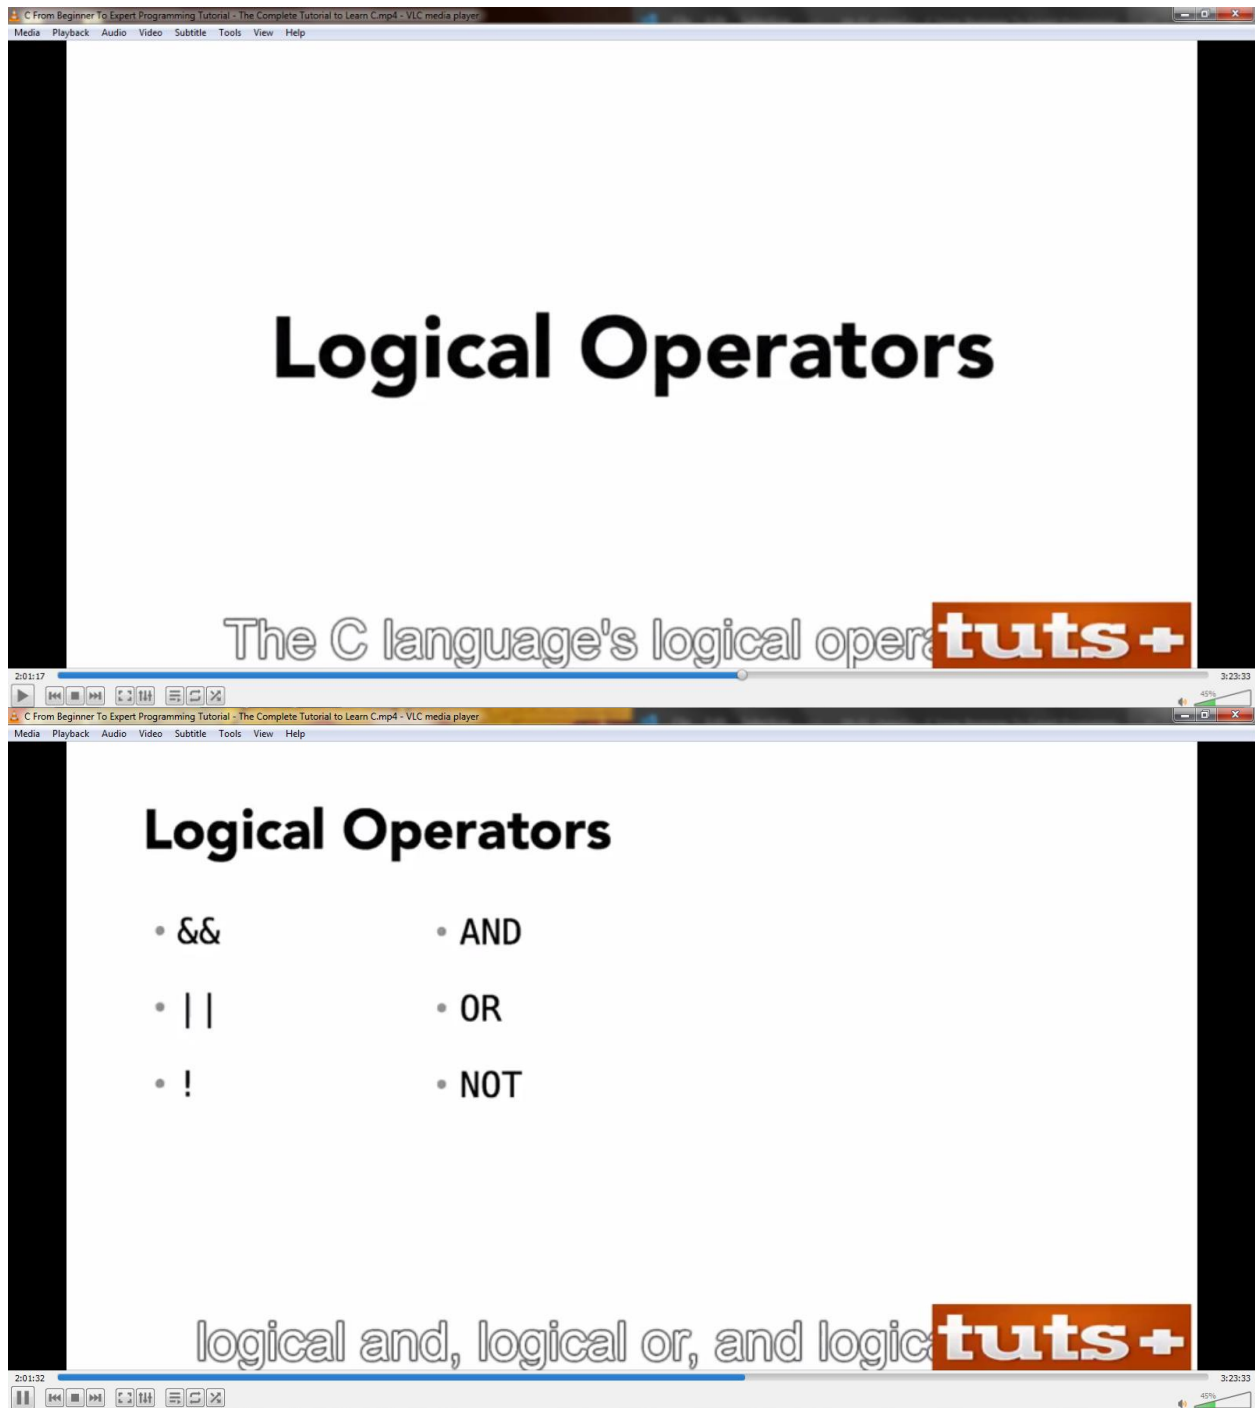 C From Beginner To Expert Programming Tutorial - The Complete Tutorial to Learn C.mp4 - VLC media player
Media Playback Audio Video Subtitle Tools View Help
Logical Operators
The C language's logical
tuts+
2:01:17 3:23:33
45%
C From Beginner To Expert Programming Tutorial - The Complete Tutorial to Learn C.mp4 - VLC media player
Media Playback Audio Video Subtitle Tools View Help
Logical Operators
• && • AND
• || • OR
• ! • NOT
logical and, logical or, and
tuts+
2:01:32 3:23:33
45%